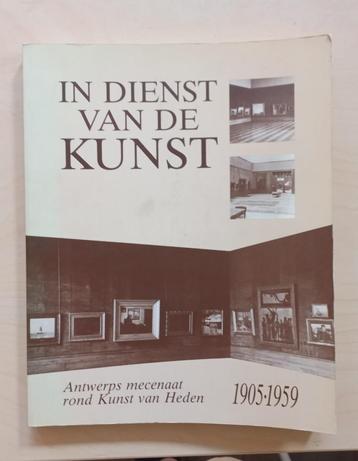 IN DIENST
VAN DE
KUNST
Antwerps mecenaat
rond Kunst van Heden
1905·1959